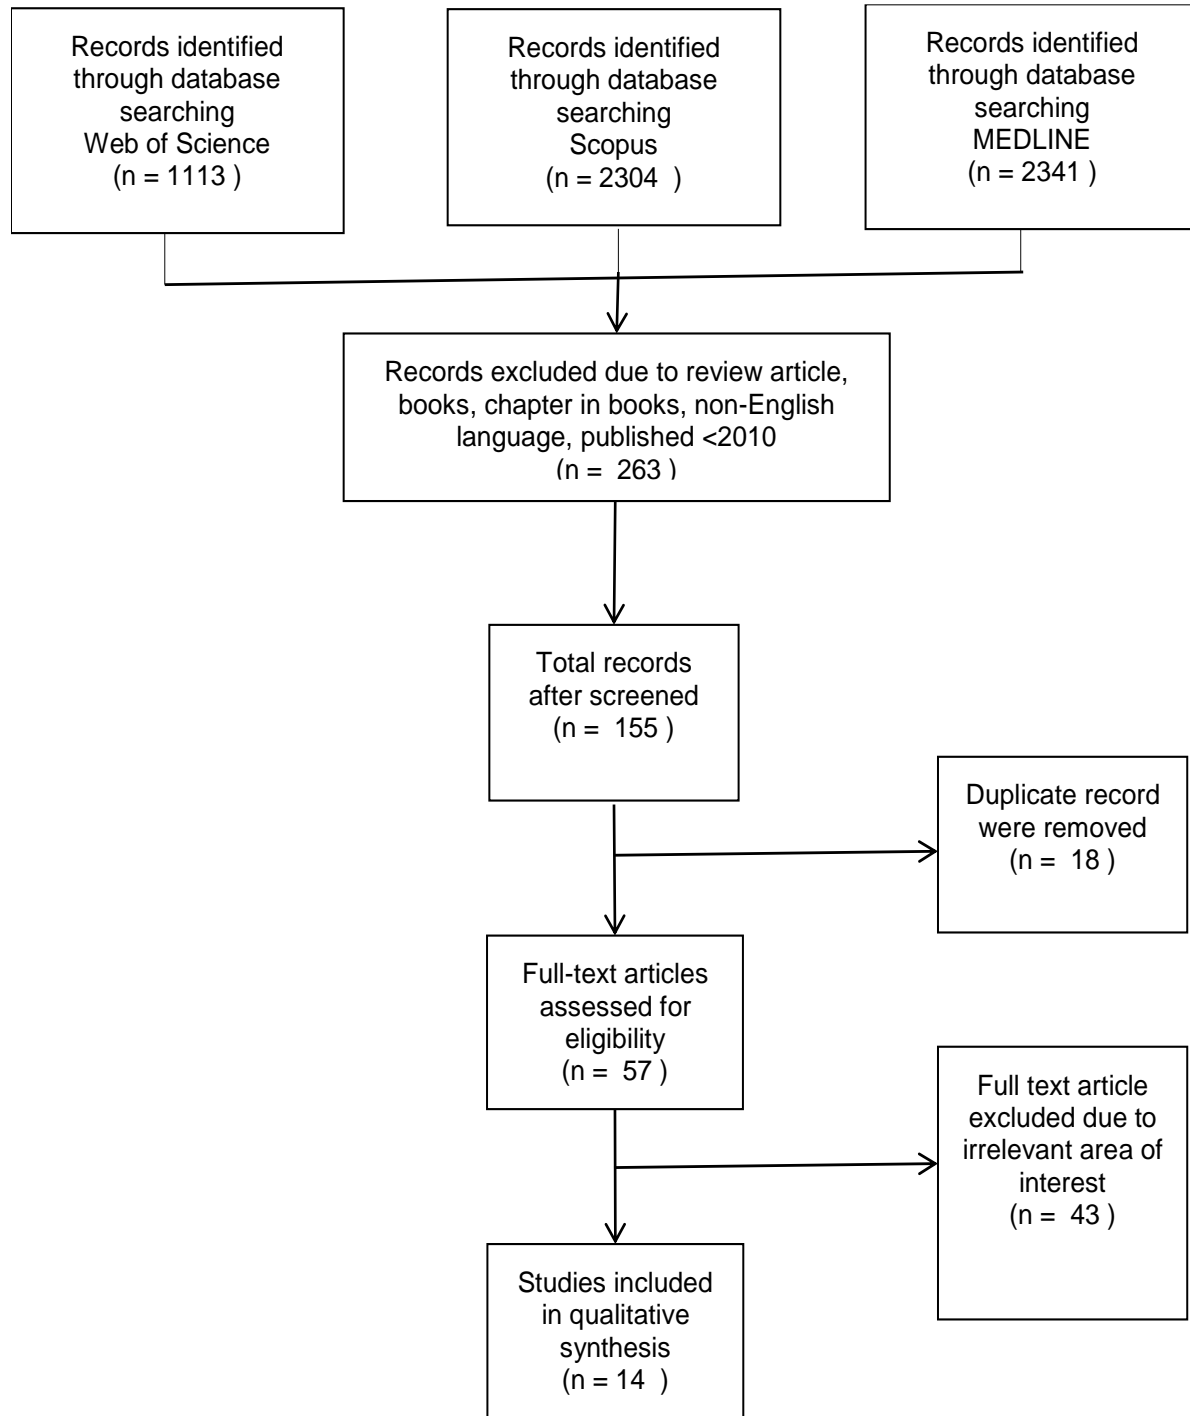 Records identified
through database
searching
Web of Science
(n = 1113 )
Records identified
through database
searching
Scopus
(n = 2304  )
Records identified
through database
searching
MEDLINE
(n = 2341 )
Records excluded due to review article,
books, chapter in books, non-English
language, published <2010
(n =  263)
Total records
after screened
(n =  155 )
Duplicate record
were removed
(n =  18 )
Full-text articles
assessed for
eligibility
(n =  57 )
Full text article
excluded due to
irrelevant area of
interest
(n =  43 )
Studies included
in qualitative
synthesis
(n = 14  )